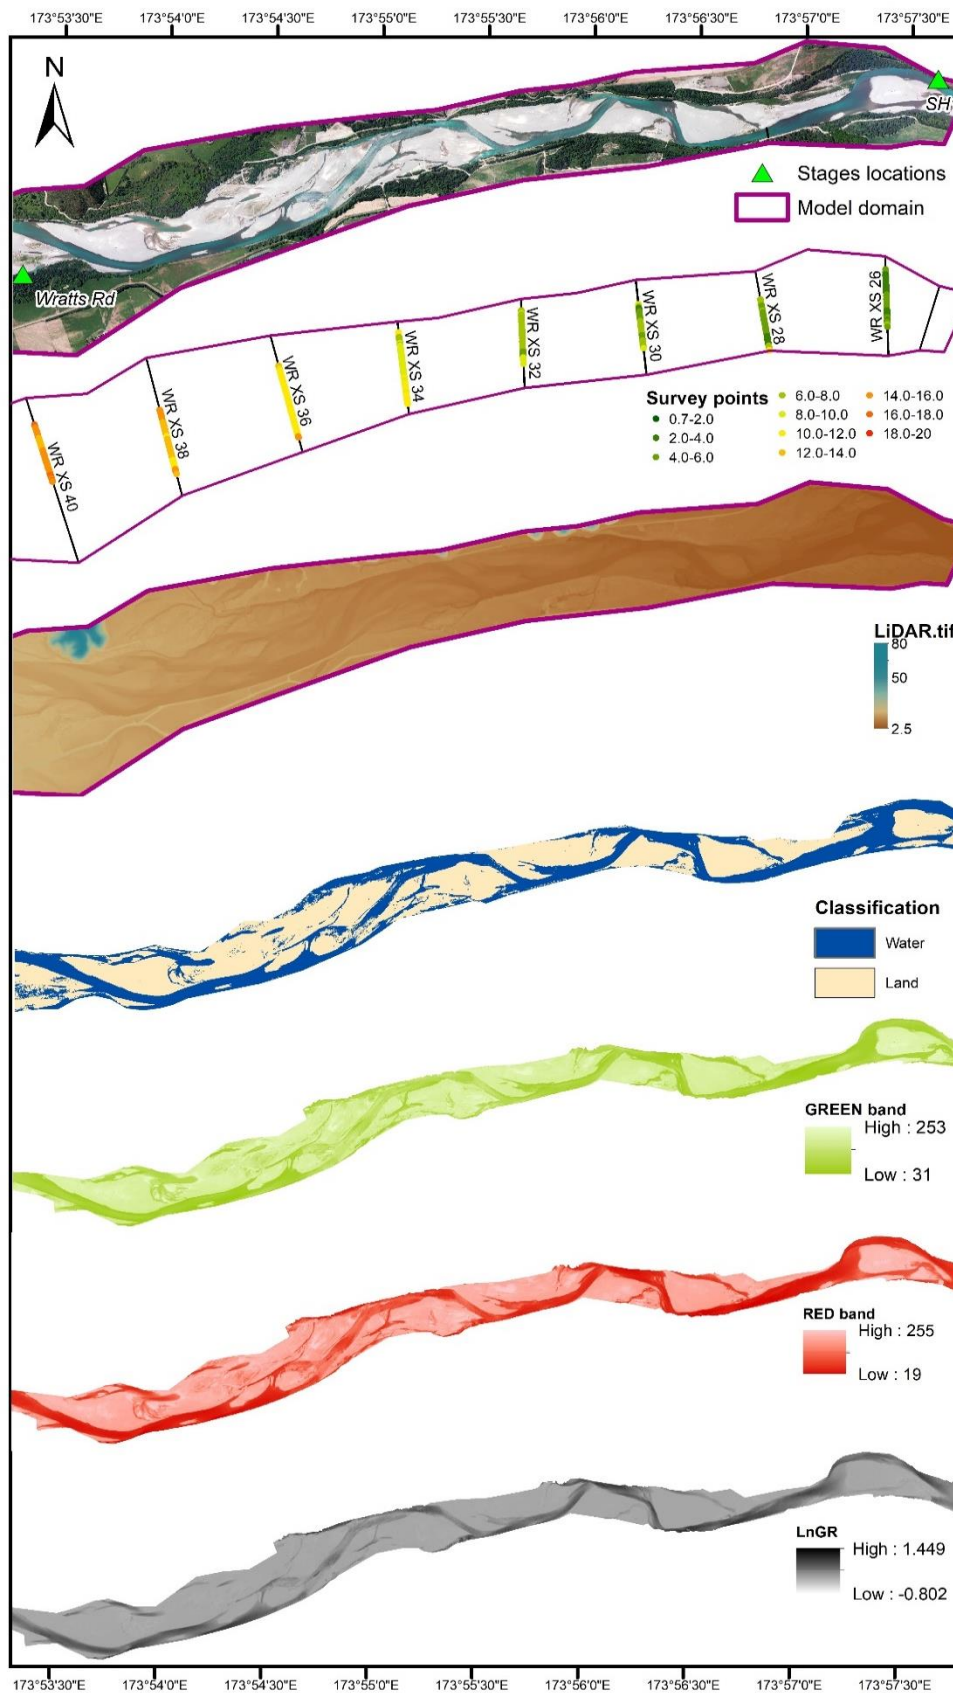 173°53'30"E 173°54'0"E 173°54'30"E 173°55'0"E 173°55'30"E 173°56'0"E 173°56'30"E 173°57'0"E 173°57'30"E
N
SH
Stages locations
Model domain
Wratts Rd
WR XS 40
WR XS 38
WR XS 36
WR XS 34
WR XS 32
WR XS 30
WR XS 28
WR XS 26
Survey points
0.7-2.0
2.0-4.0
4.0-6.0
6.0-8.0
8.0-10.0
10.0-12.0
12.0-14.0
14.0-16.0
16.0-18.0
18.0-20
LiDAR.tif
80
50
2.5
Classification
Water
Land
GREEN band
High : 253
Low : 31
RED band
High : 255
Low : 19
LnGR
High : 1.449
Low : -0.802
173°53'30"E 173°54'0"E 173°54'30"E 173°55'0"E 173°55'30"E 173°56'0"E 173°56'30"E 173°57'0"E 173°57'30"E